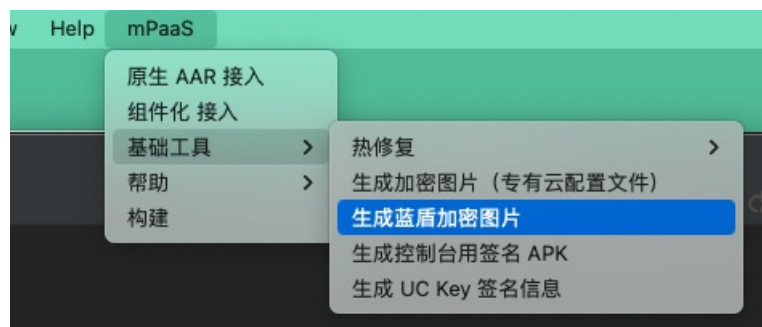 Help mPaaS
原生 AAR 接入
组件化 接入
基础工具
帮助
构建
热修复
生成加密图片（专有云配置文件）
生成蓝盾加密图片
生成控制台用签名 APK
生成 UC Key 签名信息